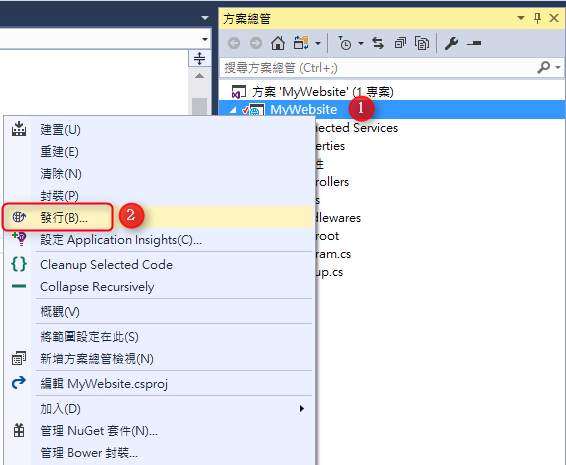 方案總管
搜尋方案總管 (Ctrl+;)
方案 'MyWebsite' (1 專案)
MyWebsite
1
建置(U)
重建(E)
清除(N)
封裝(P)
發行(B)...
2
設定 Application Insights(C)...
Cleanup Selected Code
Collapse Recursively
概觀(V)
將範圍設定在此(S)
新增方案總管檢視(N)
編輯 MyWebsite.csproj
加入(D)
管理 NuGet 套件(N)...
管理 Bower 封裝...
ected Services
erties
性
rollers
s
dlewares
root
ram.cs
up.cs